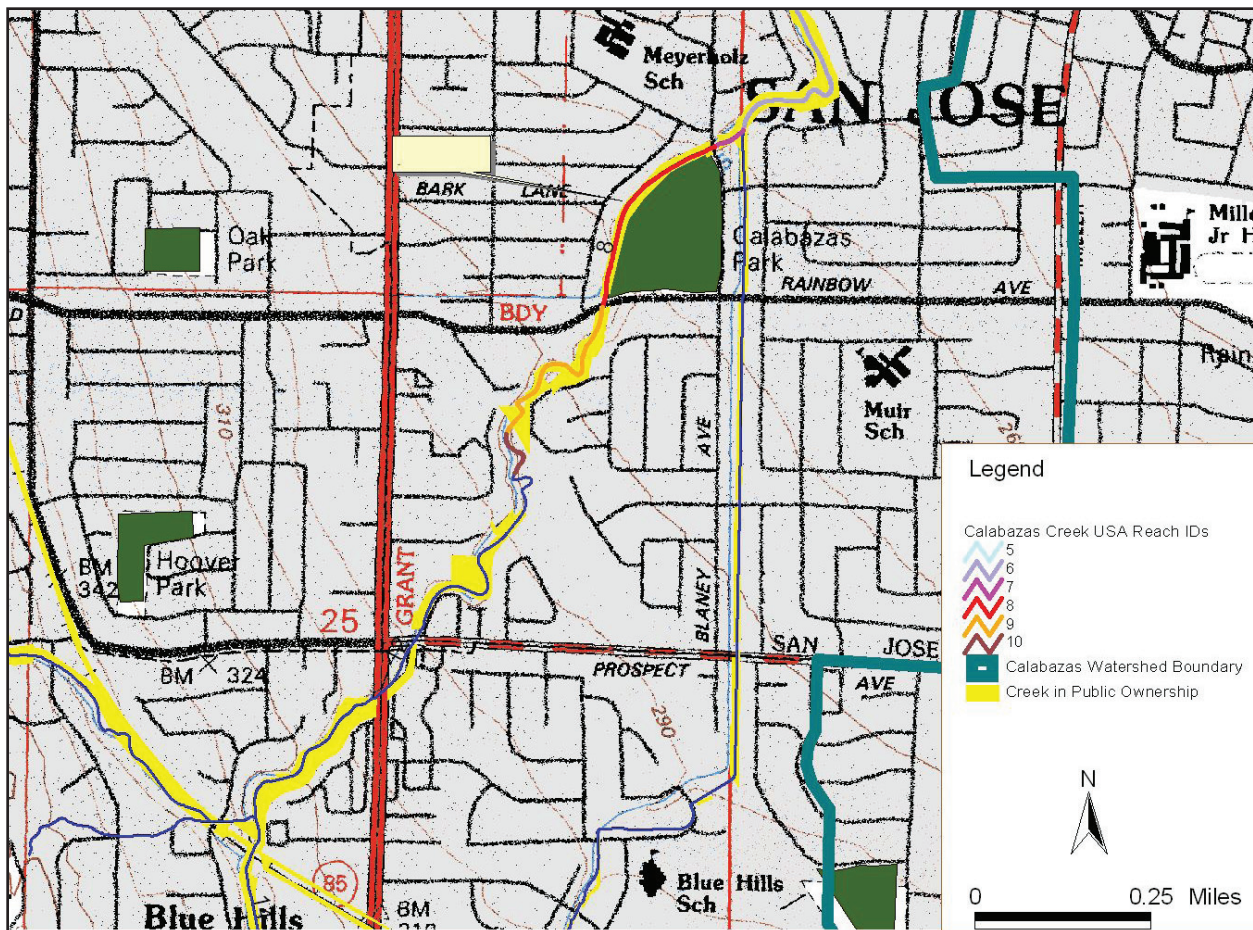 Meyerholz
Sch
SAN JOSE
BARK LANE
Oak
Park
8
Calabazas
Park
Jr H
RAINBOW AVE
BDY
D
310
Muir
Sch
Legend
Calabazas Creek USA Reach IDs
5
6
7
8
9
10
Calabazas Watershed Boundary
Creek in Public Ownership
AVE
BLANEY
BM
342
Hoover
Park
GRANT
25
BM 324
PROSPECT
SAN JOSE
AVE
290
N
85
Blue Hills
Sch
Blue Hills
BM
0 0.25 Miles